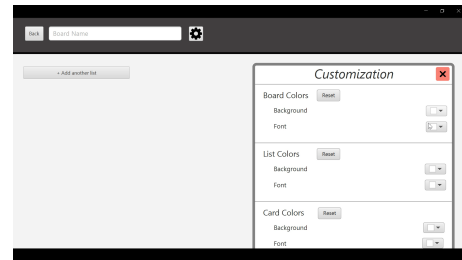 Back
Board Name
+ Add another list
Customization
Board Colors
Reset
Background
Font
List Colors
Reset
Background
Font
Card Colors
Reset
Background
Font